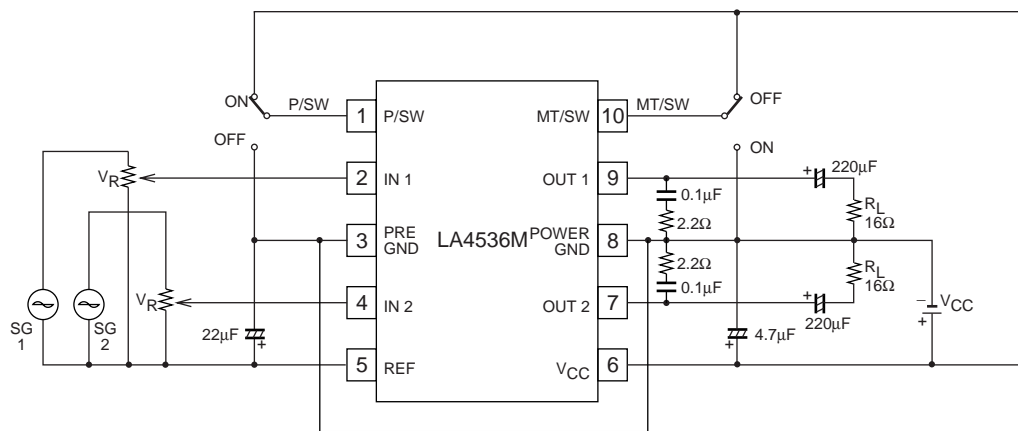 ON
P/SW
OFF
1
P/SW
MT/SW
10
MT/SW
OFF
ON
VR
2
IN 1
OUT 1
9
0.1μF
2.2Ω
220μF
+
RL
16Ω
3
PRE
GND
LA4536M
POWER
GND
8
2.2Ω
0.1μF
RL
16Ω
VR
4
IN 2
OUT 2
7
+
220μF
−
+
VCC
SG
1
SG
2
22μF
+
5
REF
VCC
6
+
4.7μF